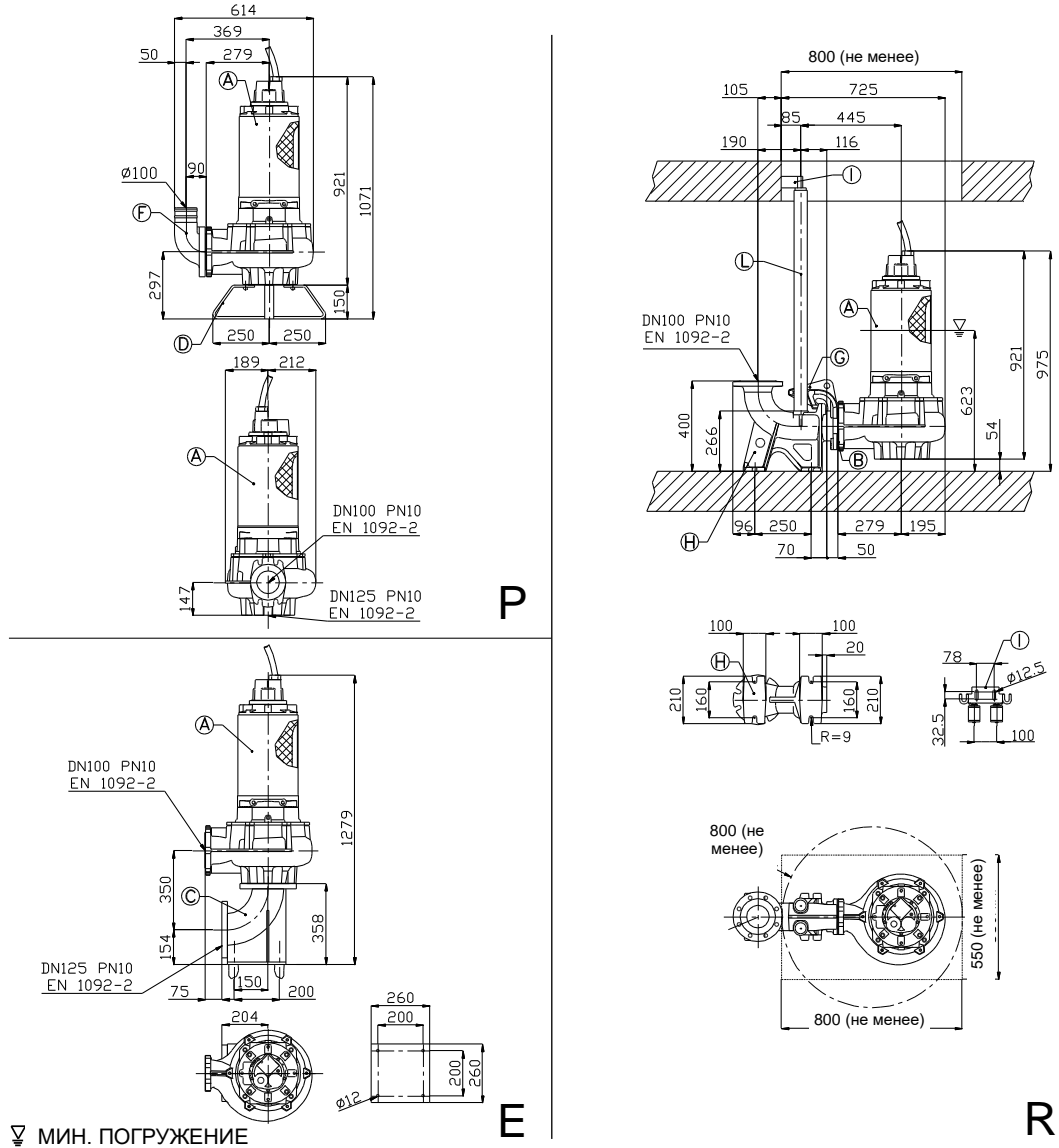 614
369
50
279
A
90
Ø100
F
921
1071
297
150
250
250
D
189
212
A
DN100 PN10
EN 1092-2
147
DN125 PN10
EN 1092-2
P
A
DN100 PN10
EN 1092-2
1279
350
C
358
154
DN125 PN10
EN 1092-2
75
150
200
204
260
200
200
260
Ø12
E
МИН. ПОГРУЖЕНИЕ
800 (не менее)
105
725
85
445
190
116
I
L
A
DN100 PN10
EN 1092-2
G
921
975
623
400
266
54
B
H
96
250
279
195
70
50
100
100
H
20
210
160
160
210
R=9
I
78
Ø12.5
32.5
100
800 (не
менее)
550 (не менее)
800 (не менее)
R